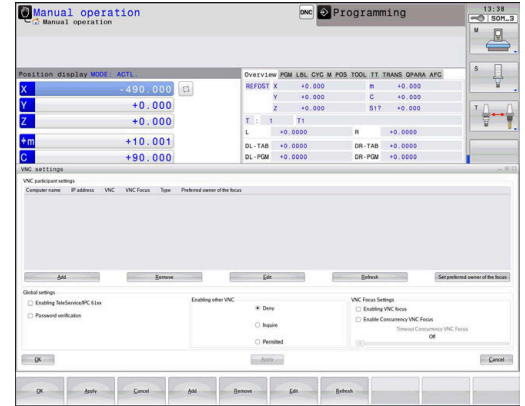 Manual operation
Manual operation
DNC
Programming
13:38
SOM_3
M
Position display MODE: ACTL.
X -490.000
Y +0.000
Z +0.000
m +10.001
C +90.000
Overview PGM LBL CYC M POS TOOL TT TRANS QPARA AFC
REFDST X +0.000 m +0.000
Y +0.000 C +0.000
Z +0.000 S1? +0.000
T : 1 T1
L +0.0000 R +0.0000
DL-TAB +0.0000 DR-TAB +0.0000
DL-PGM +0.0000 DR-PGM +0.0000
S
T
VNC settings
VNC participant settings
Computer name IP address VNC VNC Focus Type Preferred owner of the focus
Add Remove Edit Refresh Set preferred owner of the focus
Global settings
Enabling TeleService/IPC 61xx
Password verification
Enabling other VNC
Deny
Inquire
Permitted
VNC Focus Settings
Enabling VNC focus
Enable Concurrency VNC Focus
Timeout Concurrency VNC Focus
Off
OK Apply Cancel
OK Apply Cancel Add Remove Edit Refresh